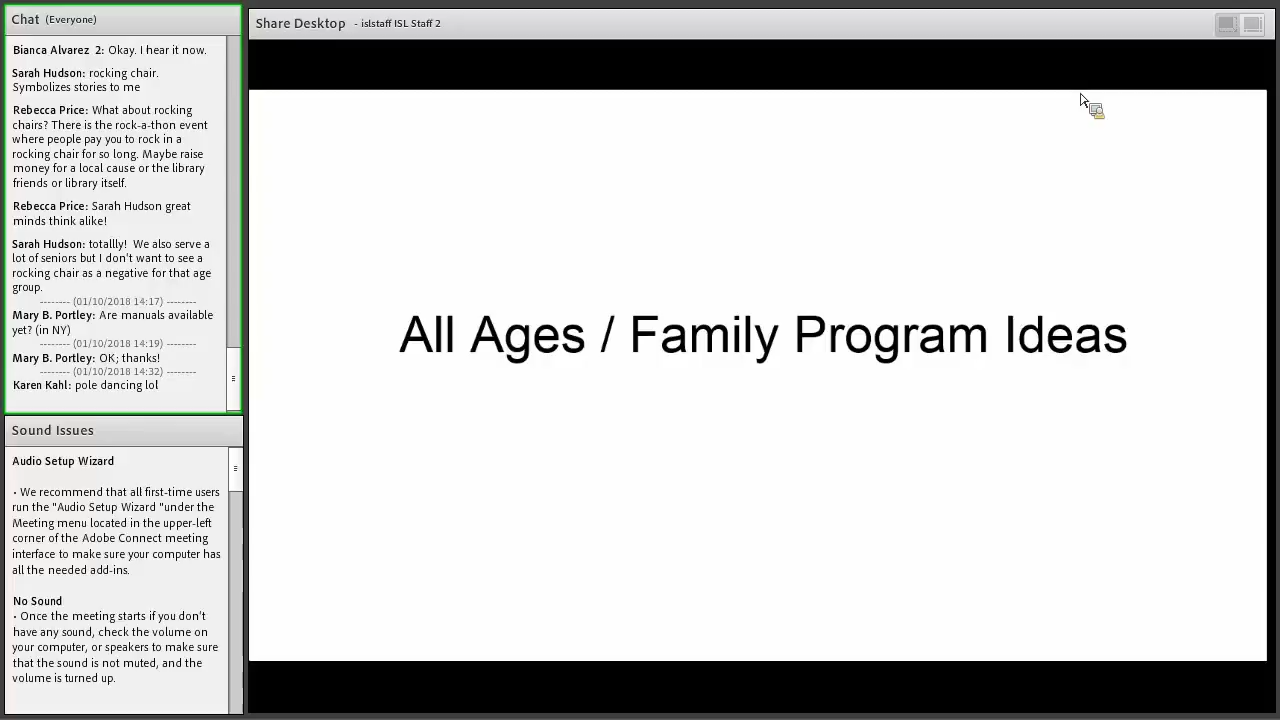 Chat (Everyone)
Bianca Alvarez 2: Okay. I hear it now.
Sarah Hudson: rocking chair.
Symbolizes stories to me
Rebecca Price: What about rocking
chairs? There is the rock-a-thon event
where people pay you to rock in a
rocking chair for so long. Maybe raise
money for a local cause or the library
friends or library itself.
Rebecca Price: Sarah Hudson great
minds think alike!
Sarah Hudson: totallly! We also serve a
lot of seniors but I don't want to see a
rocking chair as a negative for that age
group.
-------- (01/10/2018 14:17) --------
Mary B. Portley: Are manuals available
yet? (in NY)
-------- (01/10/2018 14:19) --------
Mary B. Portley: OK; thanks!
-------- (01/10/2018 14:32) --------
Karen Kahl: pole dancing lol
Sound Issues
Audio Setup Wizard
• We recommend that all first-time users
run the "Audio Setup Wizard "under the
Meeting menu located in the upper-left
corner of the Adobe Connect meeting
interface to make sure your computer has
all the needed add-ins.
No Sound
• Once the meeting starts if you don't
have any sound, check the volume on
your computer, or speakers to make sure
that the sound is not muted, and the
volume is turned up.
Share Desktop - islstaff ISL Staff 2
All Ages / Family Program Ideas